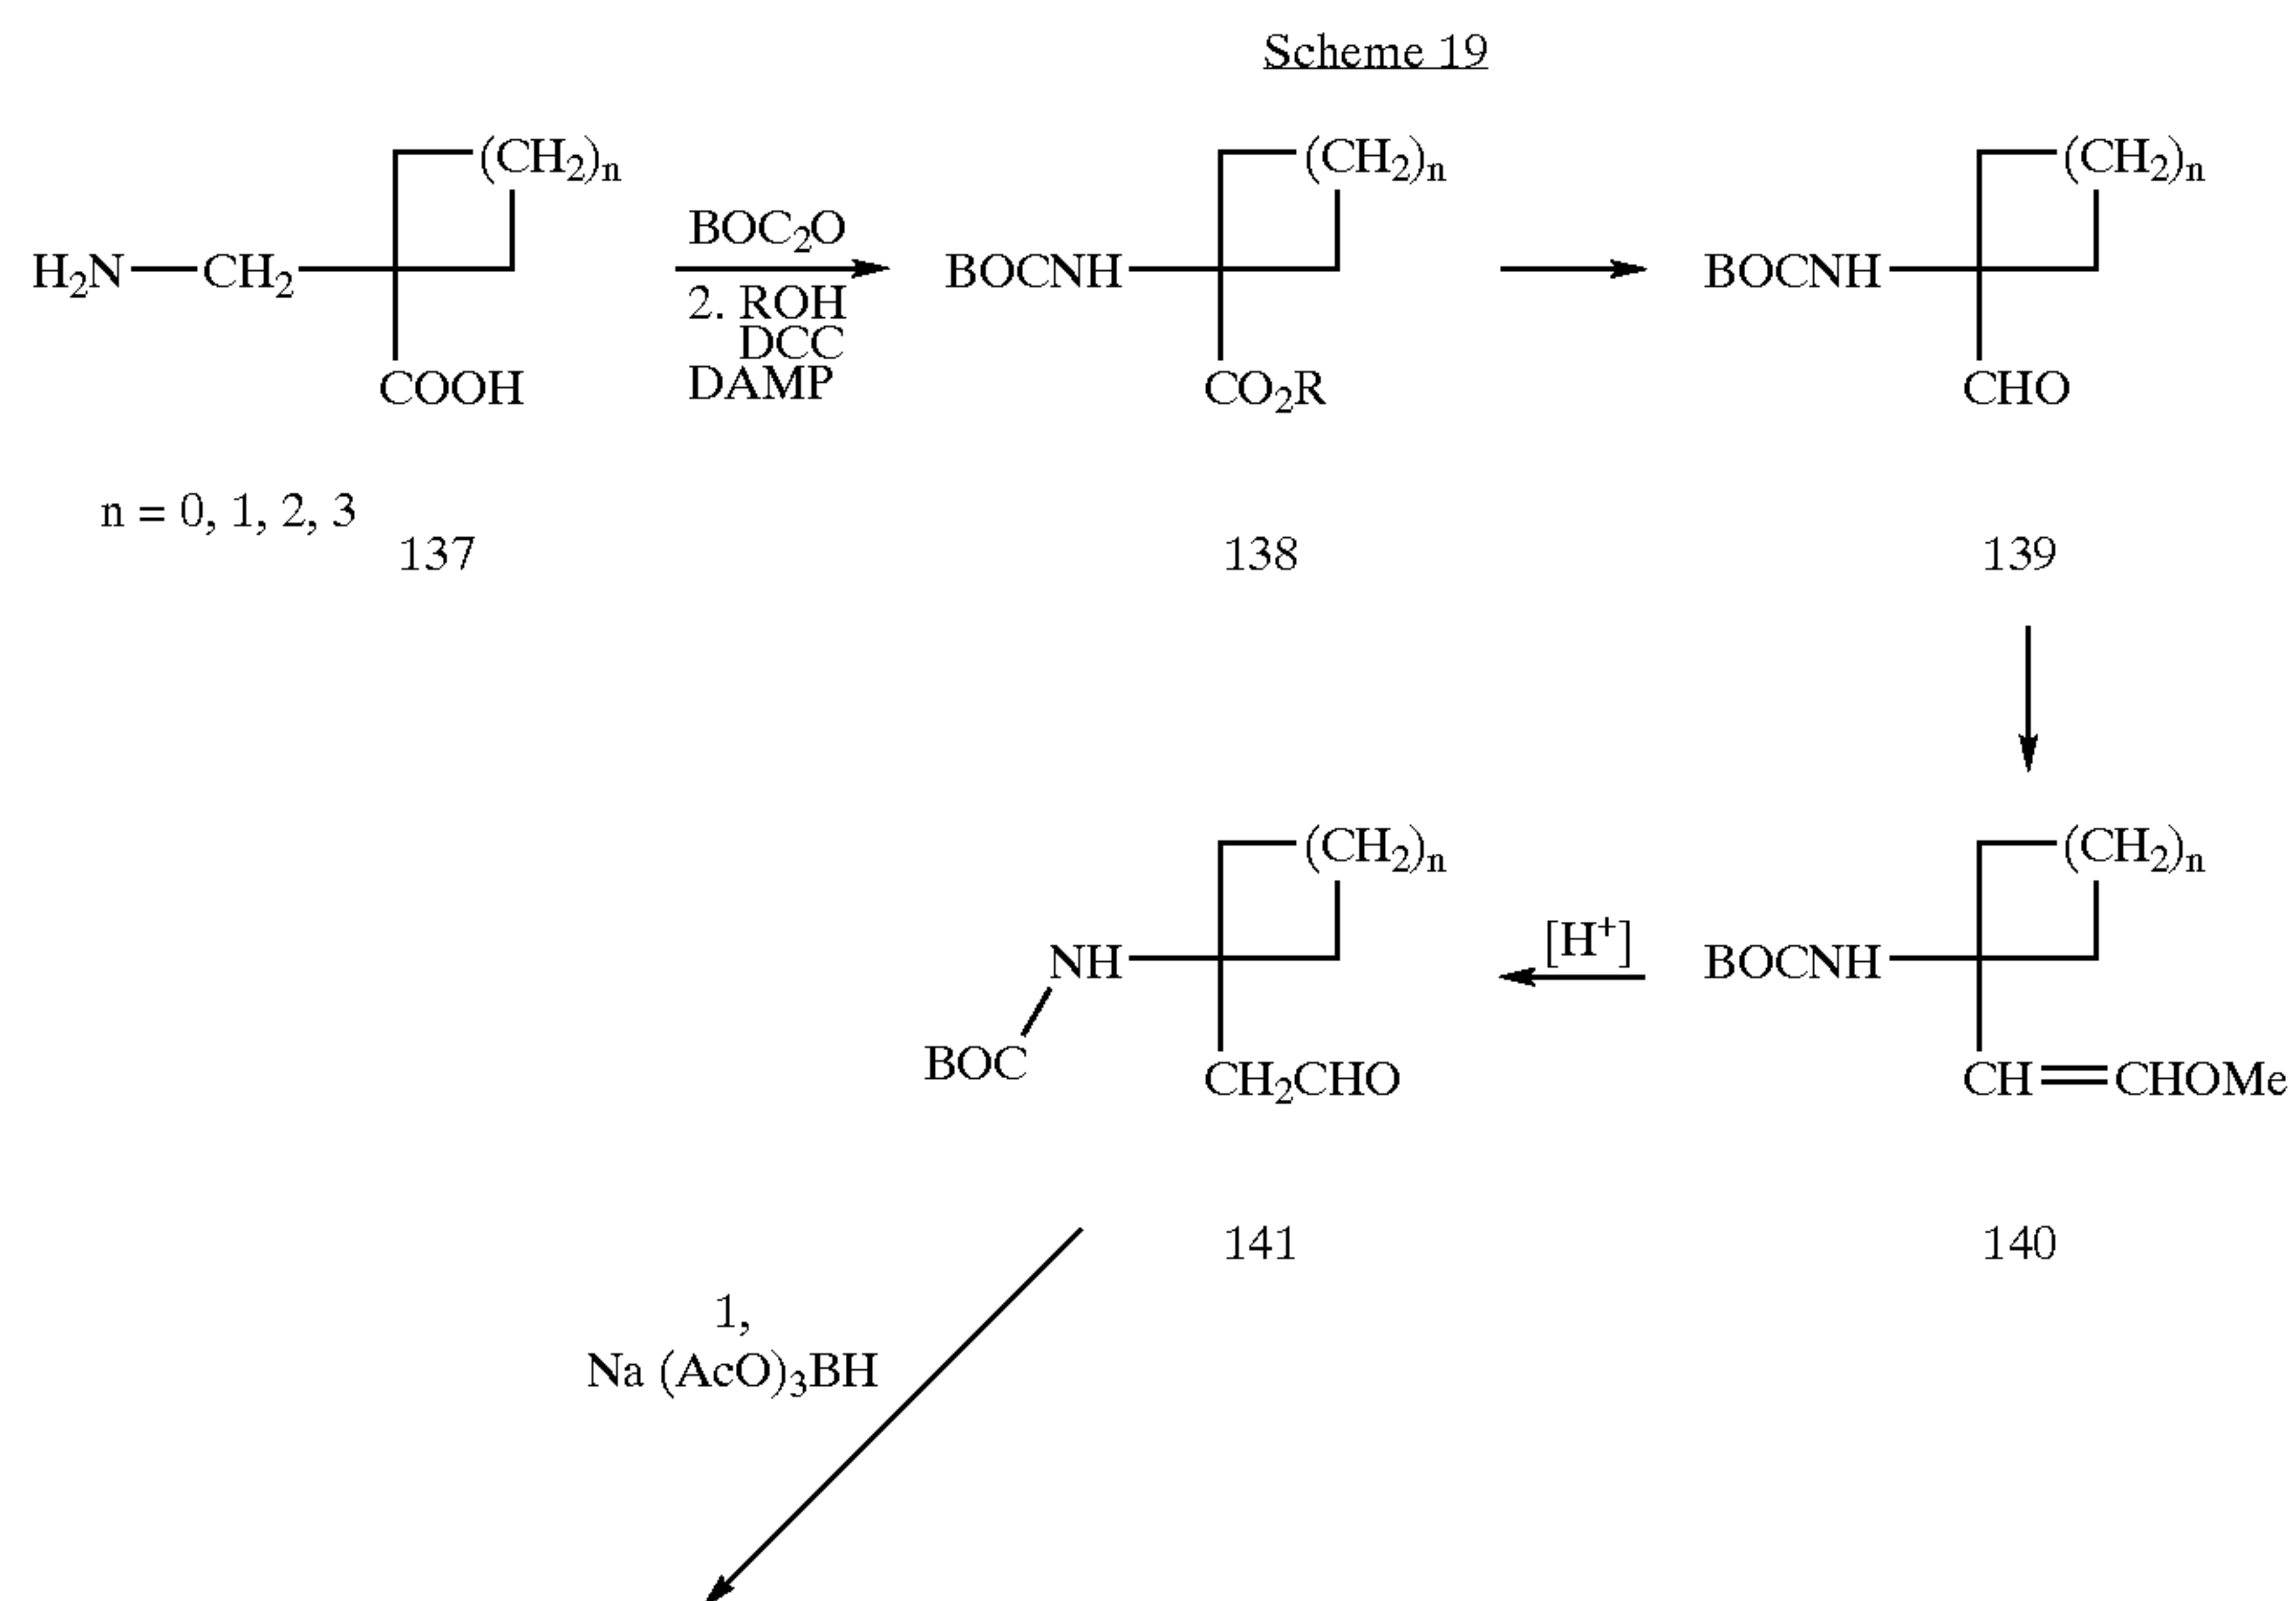 Scheme 19
(CH2)n
H2N—CH2
COOH
n = 0, 1, 2, 3
137
BOC2O
2. ROH
DCC
DAMP
(CH2)n
BOCNH
CO2R
138
(CH2)n
BOCNH
CHO
139
(CH2)n
NH
BOC
CH2CHO
141
[H+]
(CH2)n
BOCNH
CH=CHOMe
140
1,
Na (AcO)3BH